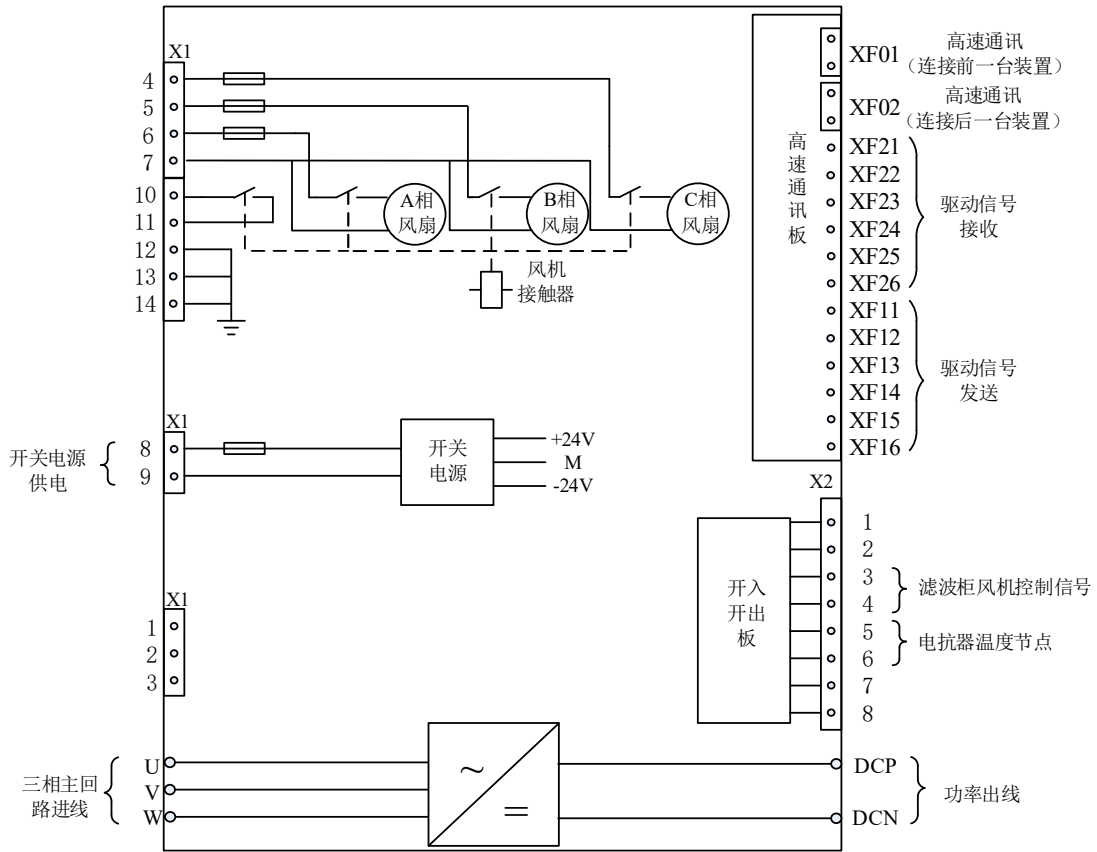 X1
4
5
6
7
10
11
12
13
14
A相
风扇
B相
风扇
C相
风扇
风机
接触器
高速通讯板
XF01
高速通讯
（连接前一台装置）
XF02
高速通讯
（连接后一台装置）
XF21
XF22
XF23
XF24
XF25
XF26
驱动信号
接收
XF11
XF12
XF13
XF14
XF15
XF16
驱动信号
发送
X1
开关电源
供电
8
9
开关
电源
+24V
M
-24V
X2
1
2
3
4
5
6
7
8
开入
开出
板
滤波柜风机控制信号
电抗器温度节点
X1
1
2
3
三相主回
路进线
U
V
W
~
=
DCP
DCN
功率出线